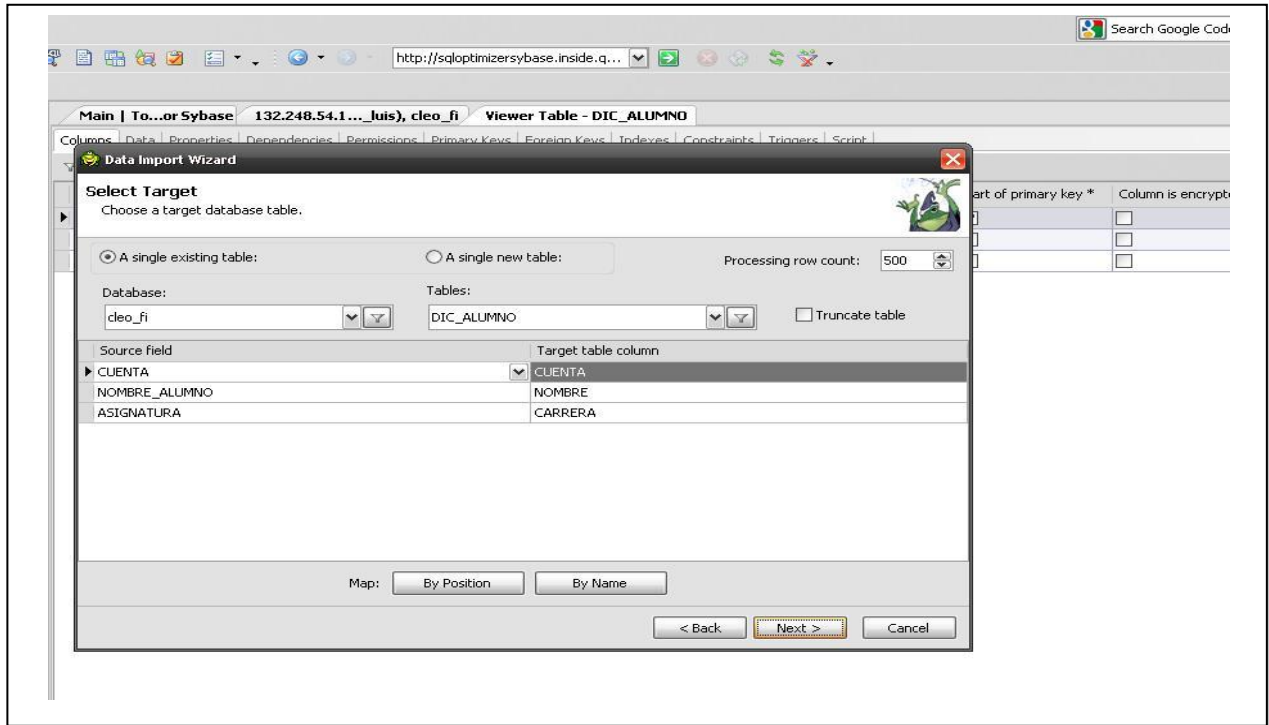 Search Google Code
http://sqloptimizersybase.inside.q...
Main | To...or Sybase 132.248.54.1..._luis), cleo_fi Viewer Table - DIC_ALUMNO
Columns Data Properties Dependencies Permissions Primary Keys Foreign Keys Indexes Constraints Triggers Script
Data Import Wizard
Select Target
Choose a target database table.
art of primary key * Column is encrypte
A single existing table: A single new table: Processing row count: 500
Database: Tables:
cleo_fi DIC_ALUMNO Truncate table
Source field Target table column
CUENTA CUENTA
NOMBRE_ALUMNO NOMBRE
ASIGNATURA CARRERA
Map: By Position By Name
< Back Next > Cancel